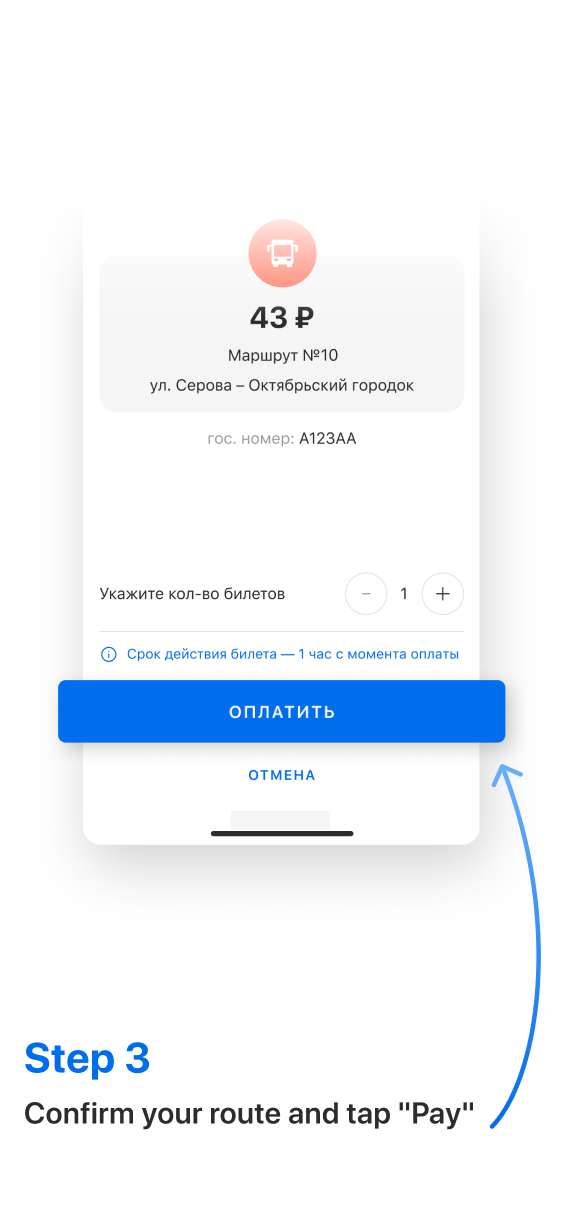 43 ₽
Маршрут №10
ул. Серова – Октябрьский городок
гос. номер: А123АА
Укажите кол-во билетов
− 1 +
Срок действия билета — 1 час с момента оплаты
ОПЛАТИТЬ
ОТМЕНА
Step 3
Confirm your route and tap "Pay"